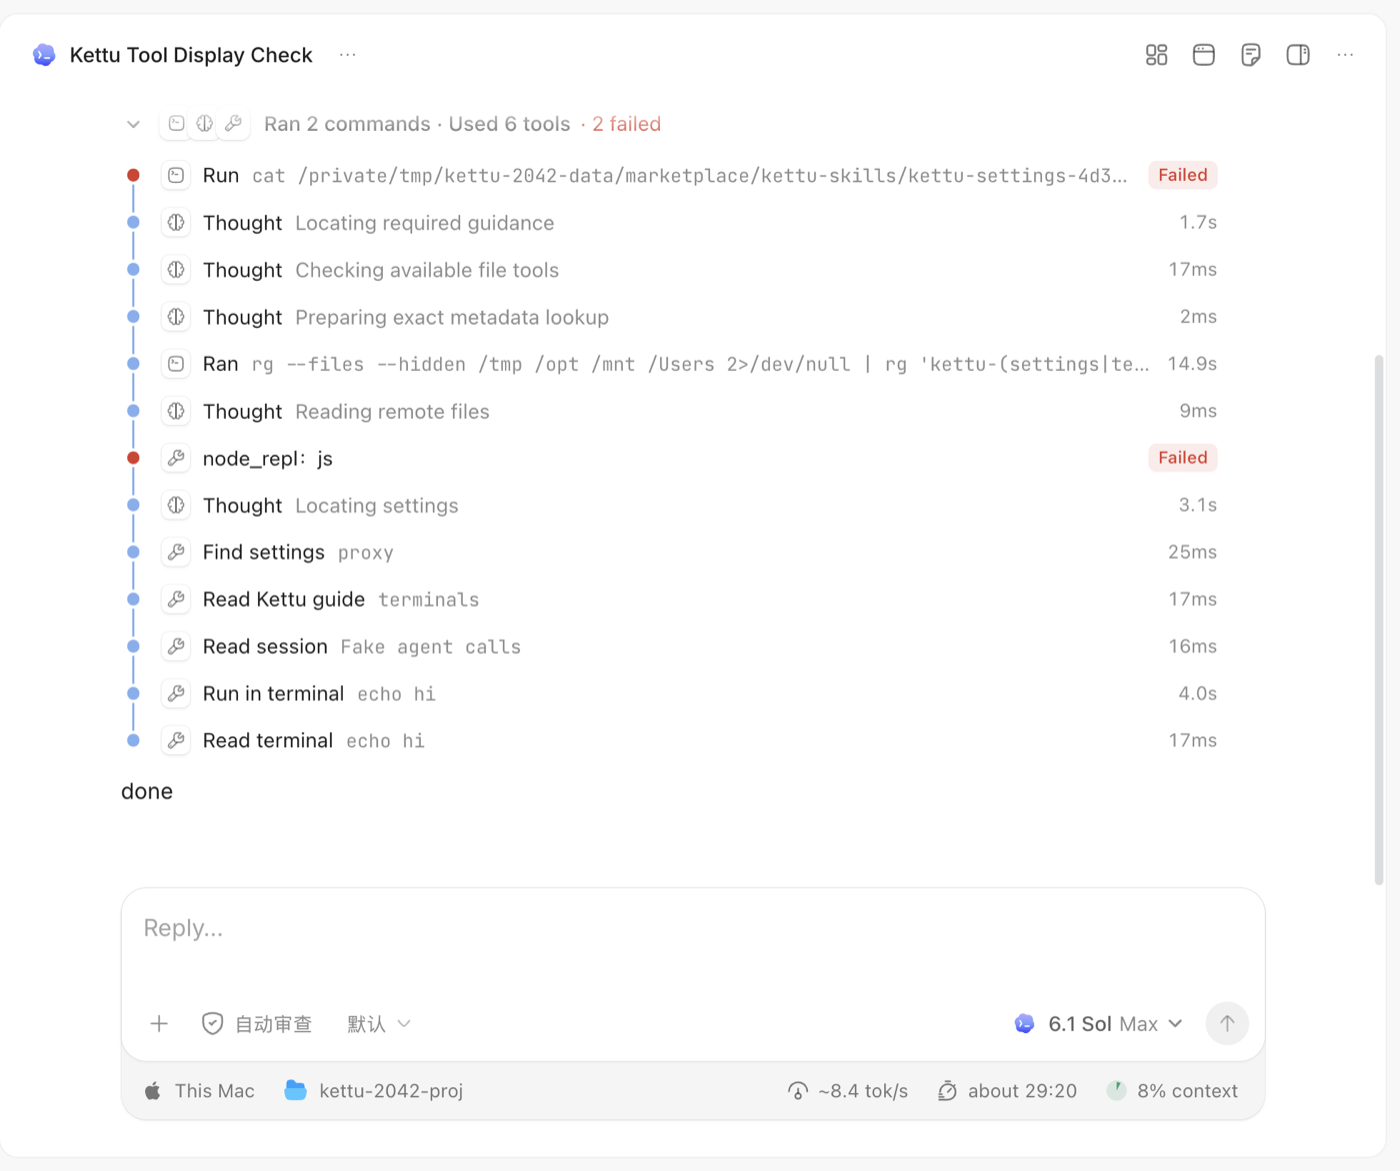 Kettu Tool Display Check ···
Ran 2 commands · Used 6 tools · 2 failed
Run cat /private/tmp/kettu-2042-data/marketplace/kettu-skills/kettu-settings-4d3… Failed
Thought Locating required guidance 1.7s
Thought Checking available file tools 17ms
Thought Preparing exact metadata lookup 2ms
Ran rg --files --hidden /tmp /opt /mnt /Users 2>/dev/null | rg 'kettu-(settings|te… 14.9s
Thought Reading remote files 9ms
node_repl: js Failed
Thought Locating settings 3.1s
Find settings proxy 25ms
Read Kettu guide terminals 17ms
Read session Fake agent calls 16ms
Run in terminal echo hi 4.0s
Read terminal echo hi 17ms
done
Reply...
自动审查 默认 6.1 Sol Max
This Mac kettu-2042-proj ~8.4 tok/s about 29:20 8% context